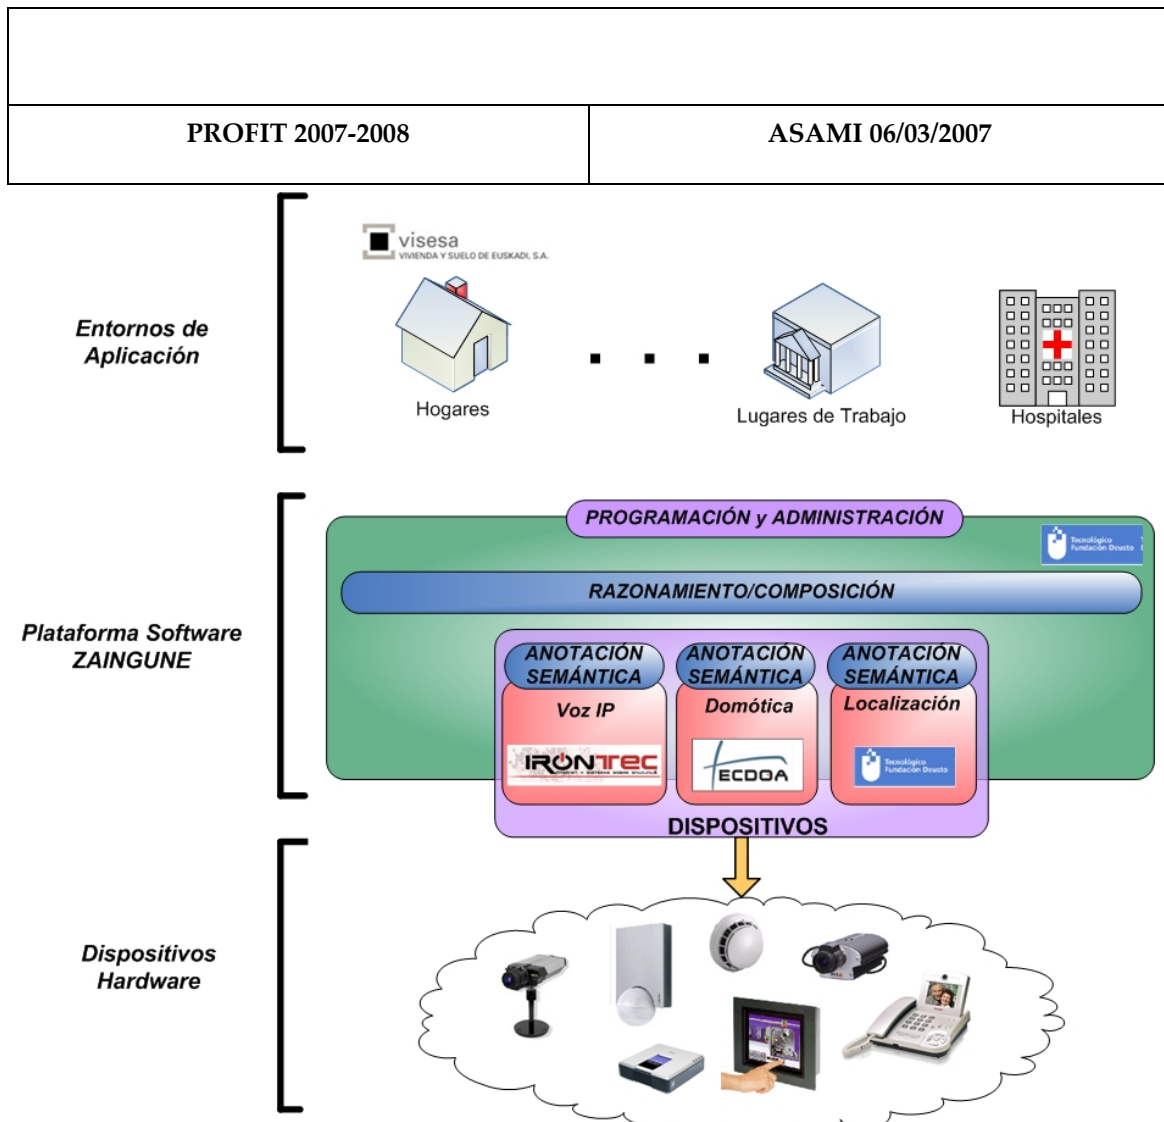 PROFIT 2007-2008
ASAMI 06/03/2007
visesa
VIVIENDA Y SUELO DE EUSKADI, S.A.
Entornos de
Aplicación
Hogares
Lugares de Trabajo
Hospitales
PROGRAMACIÓN y ADMINISTRACIÓN
Tecnológico
Fundación Deusto
RAZONAMIENTO/COMPOSICIÓN
Plataforma Software
ZAINGUNE
ANOTACIÓN
SEMÁNTICA
ANOTACIÓN
SEMÁNTICA
ANOTACIÓN
SEMÁNTICA
Voz IP
Domótica
Localización
IRONTEC
TECDOA
Tecnológico
Fundación Deusto
DISPOSITIVOS
Dispositivos
Hardware